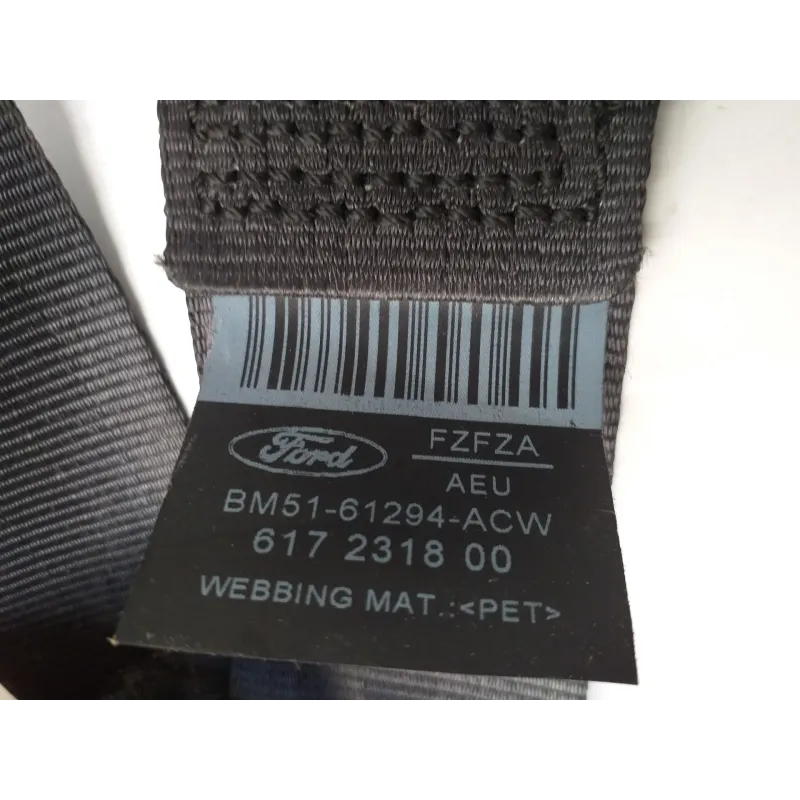 Ford
FZFZA
AEU
BM51-61294-ACW
617 2318 00
WEBBING MAT.:<PET>